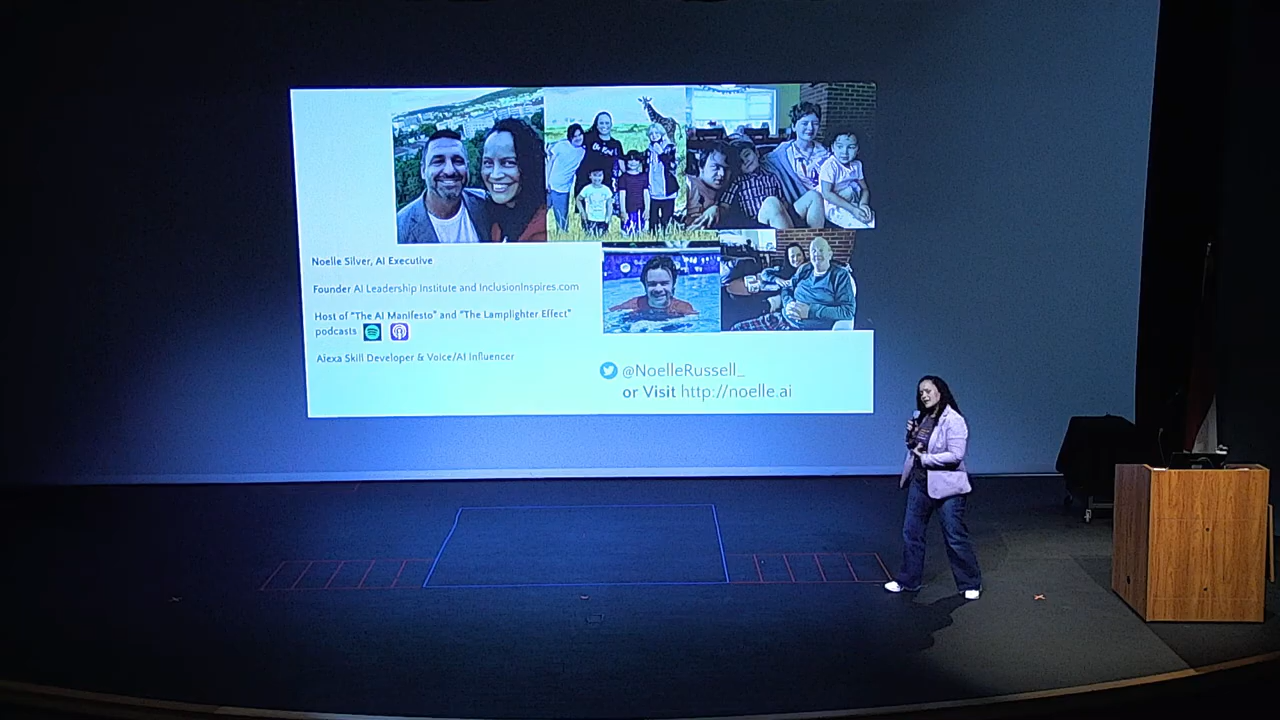 Noelle Silver, AI Executive
Founder AI Leadership Institute and InclusionInspires.com
Host of "The AI Manifesto" and "The Lamplighter Effect"
podcasts
Alexa Skill Developer & Voice/AI Influencer
@NoelleRussell_
or Visit http://noelle.ai